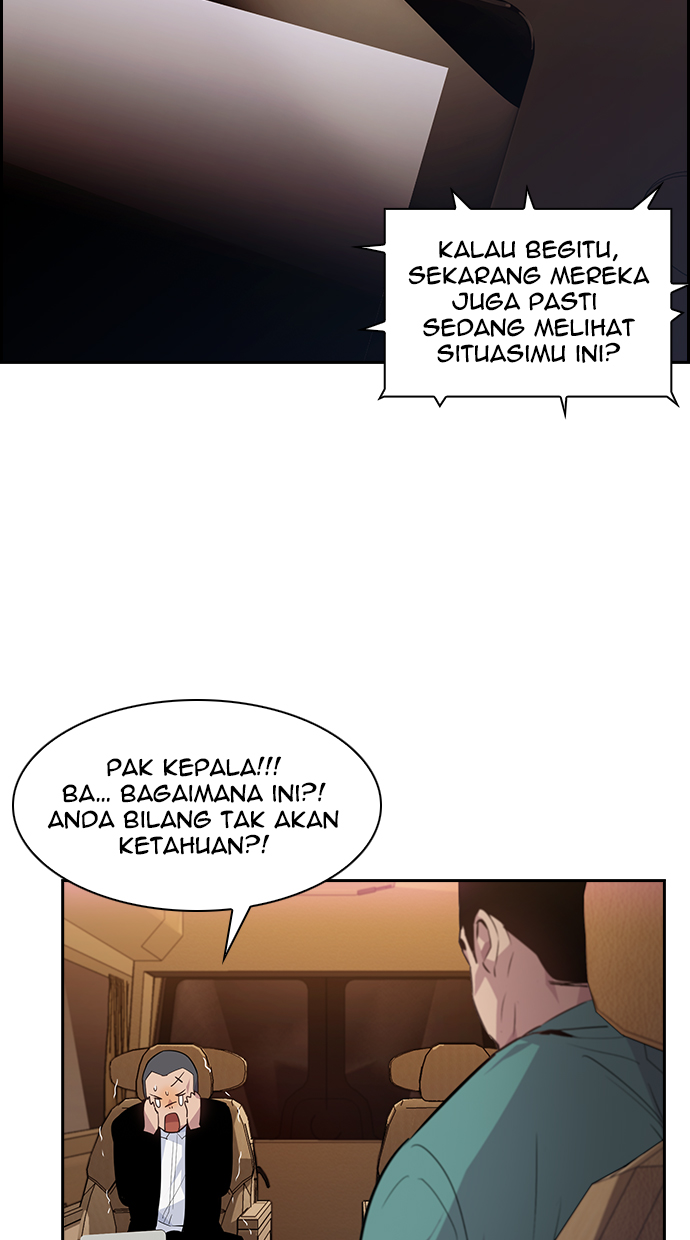 KALAU BEGITU,
SEKARANG MEREKA
JUGA PASTI
SEDANG MELIHAT
SITUASIMU INI?
PAK KEPALA!!!
BA... BAGAIMANA INI?!
ANDA BILANG TAK AKAN
KETAHUAN?!